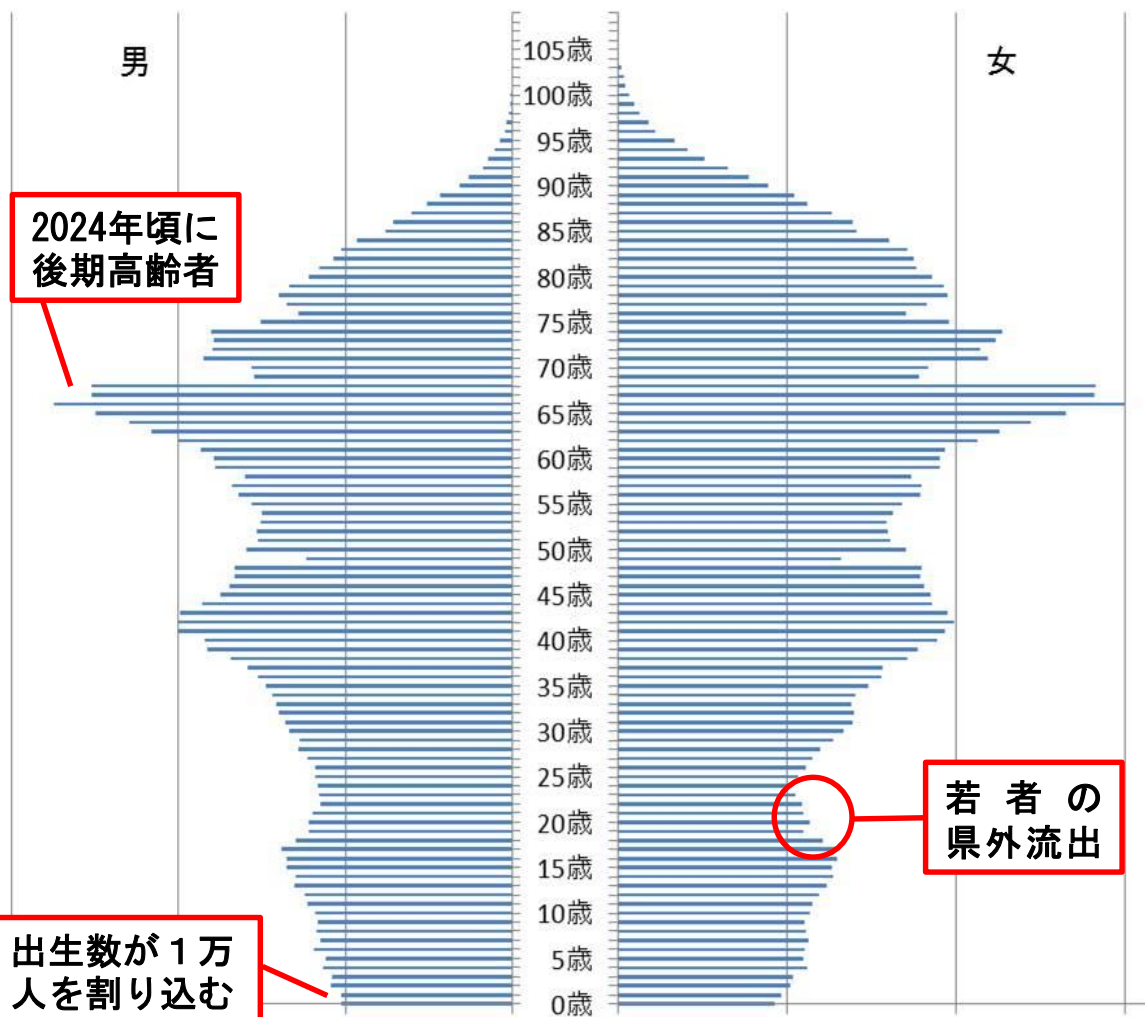 男
女
105歳
100歳
95歳
90歳
85歳
80歳
75歳
70歳
65歳
60歳
55歳
50歳
45歳
40歳
35歳
30歳
25歳
20歳
15歳
10歳
5歳
0歳
2024年頃に
後期高齢者
若者の
県外流出
出生数が１万
人を割り込む